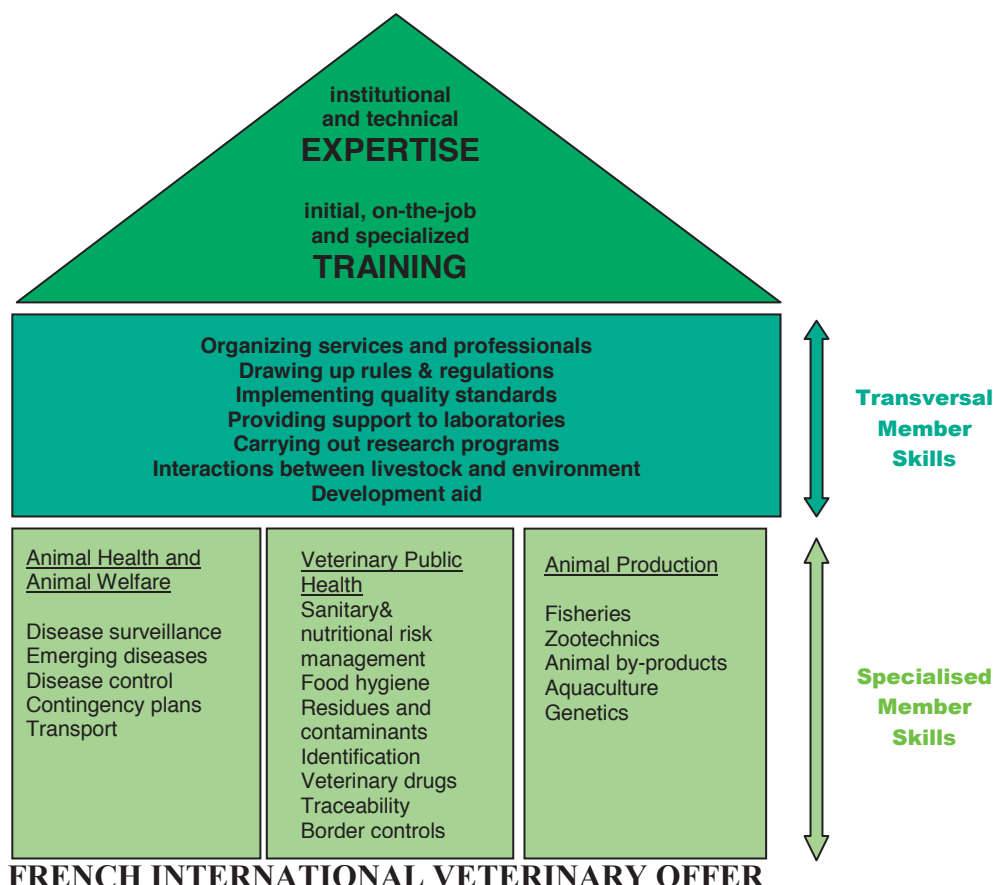 institutional
and technical
EXPERTISE
initial, on-the-job
and specialized
TRAINING
Organizing services and professionals
Drawing up rules & regulations
Implementing quality standards
Providing support to laboratories
Carrying out research programs
Interactions between livestock and environment
Development aid
Transversal
Member
Skills
Animal Health and
Animal Welfare
Disease surveillance
Emerging diseases
Disease control
Contingency plans
Transport
Veterinary Public
Health
Sanitary&
nutritional risk
management
Food hygiene
Residues and
contaminants
Identification
Veterinary drugs
Traceability
Border controls
Animal Production
Fisheries
Zootechnics
Animal by-products
Aquaculture
Genetics
Specialised
Member
Skills
FRENCH INTERNATIONAL VETERINARY OFFER